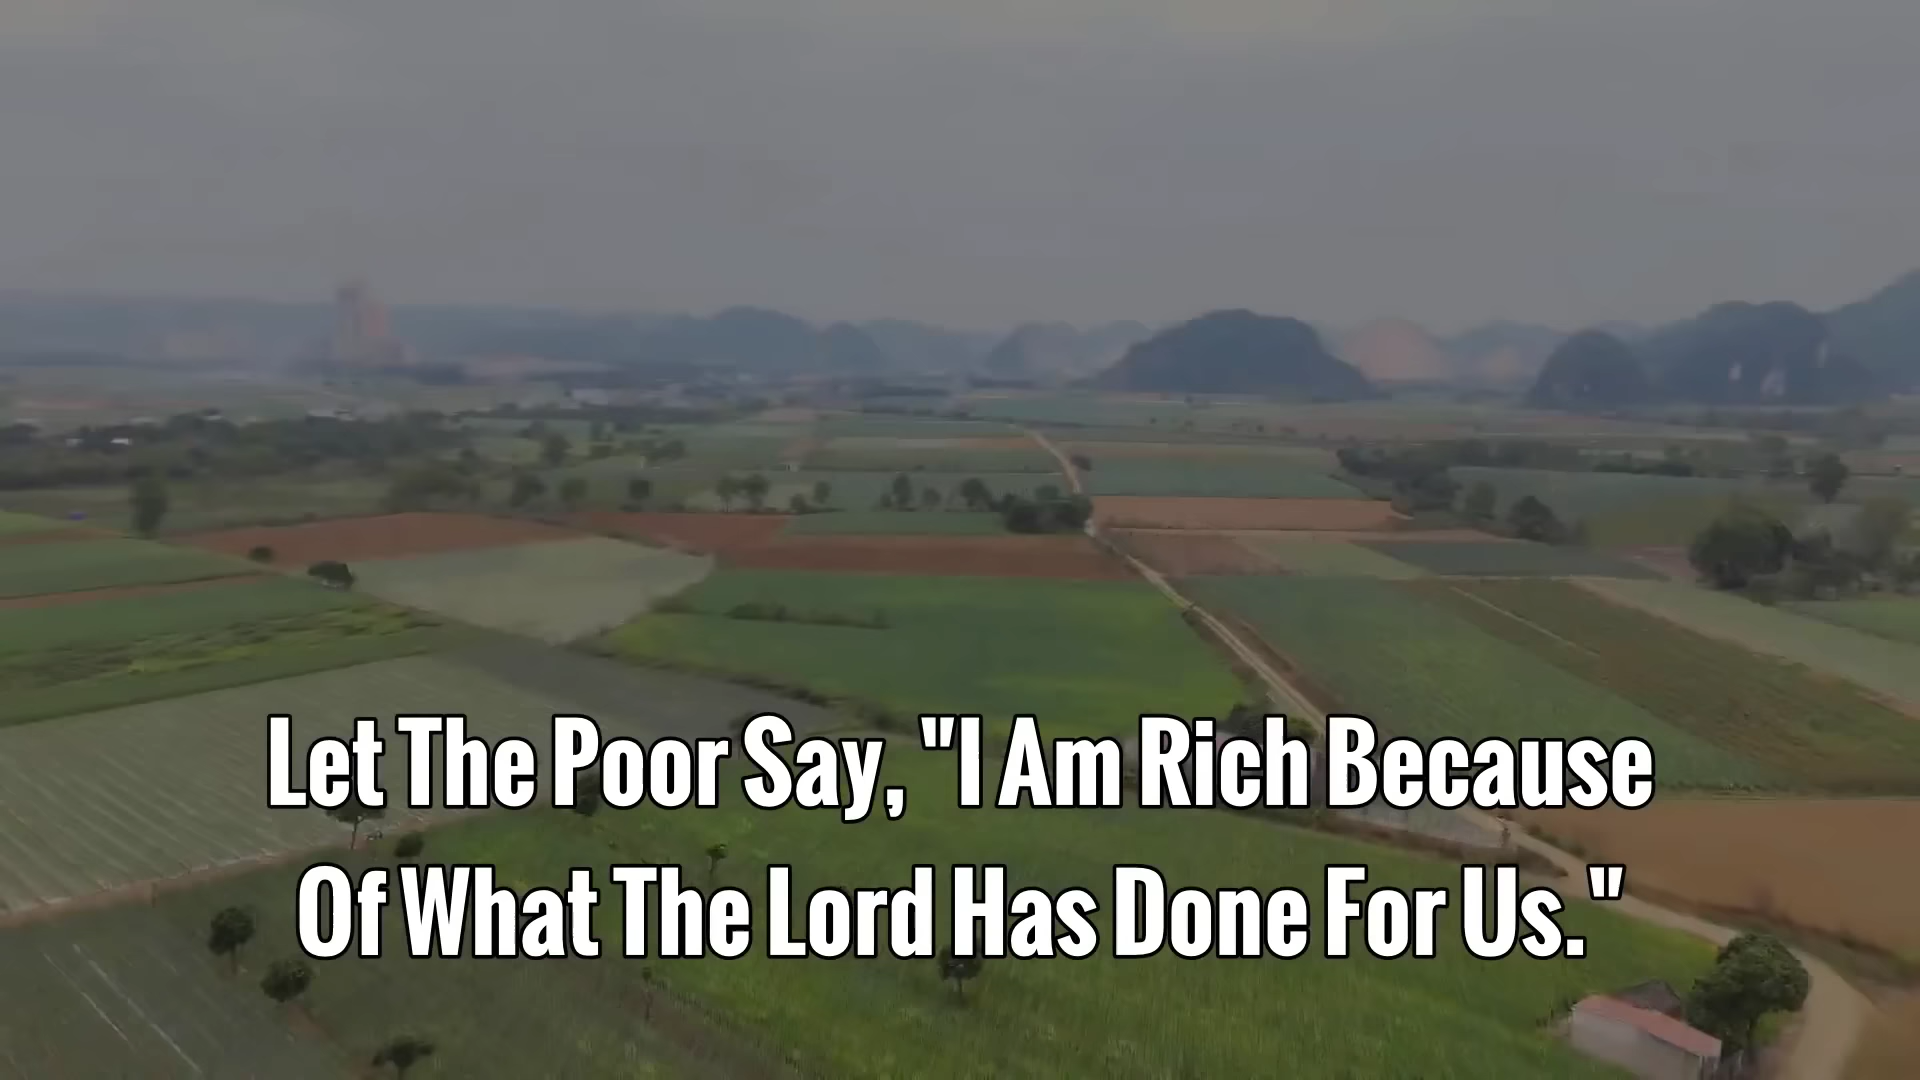 Let The Poor Say, "I Am Rich Because
Of What The Lord Has Done For Us."